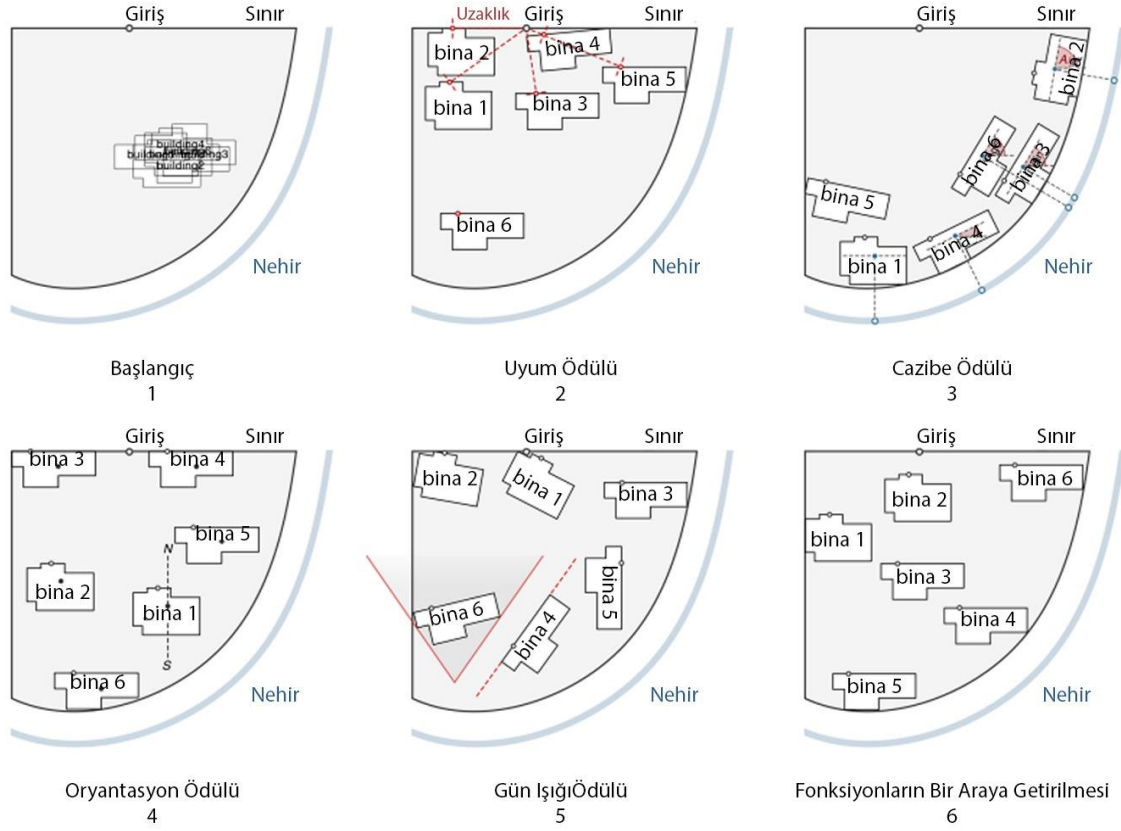 Giriş Sınır
building4
building3
building2
Nehir
Başlangıç
1
Uzaklık Giriş Sınır
bina 2
bina 4
bina 5
bina 1
bina 3
bina 6
Nehir
Uyum Ödülü
2
Giriş Sınır
bina 2
bina 6
bina 3
bina 5
bina 4
bina 1
Nehir
Cazibe Ödülü
3
Giriş Sınır
bina 3
bina 4
bina 5
N
bina 2
bina 1
S
bina 6
Nehir
Oryantasyon Ödülü
4
Giriş Sınır
bina 2
bina 1
bina 3
bina 5
bina 6
bina 4
Nehir
Gün IşığıÖdülü
5
Giriş Sınır
bina 6
bina 2
bina 1
bina 3
bina 4
bina 5
Nehir
Fonksiyonların Bir Araya Getirilmesi
6